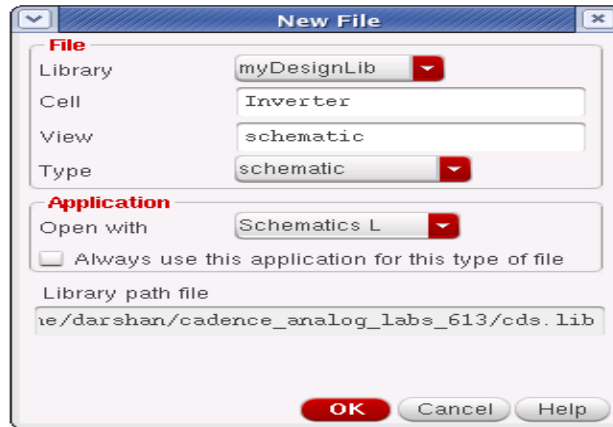 New File
File
Library myDesignLib
Cell Inverter
View schematic
Type schematic
Application
Open with Schematics L
Always use this application for this type of file
Library path file
/darshan/cadence_analog_labs_613/cds.lib
OK Cancel Help